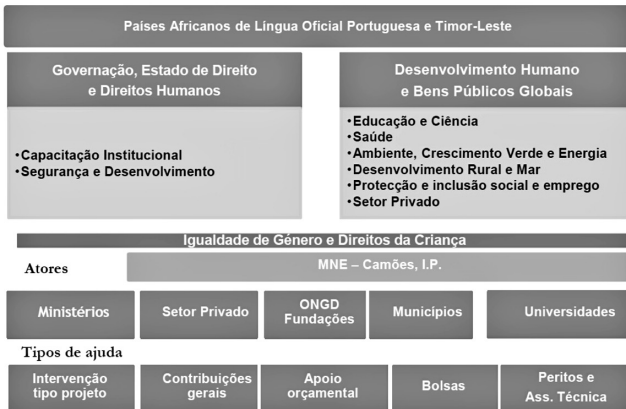 Países Africanos de Língua Oficial Portuguesa e Timor-Leste
Governação, Estado de Direito
e Direitos Humanos
•Capacitação Institucional
•Segurança e Desenvolvimento
Desenvolvimento Humano
e Bens Públicos Globais
•Educação e Ciência
•Saúde
•Ambiente, Crescimento Verde e Energia
•Desenvolvimento Rural e Mar
•Protecção e inclusão social e emprego
•Setor Privado
Igualdade de Género e Direitos da Criança
Atores
MNE – Camões, I.P.
Ministérios
Setor Privado
ONGD
Fundações
Municípios
Universidades
Tipos de ajuda
Intervenção
tipo projeto
Contribuições
gerais
Apoio
orçamental
Bolsas
Peritos e
Ass. Técnica